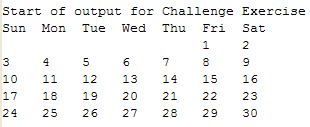 Start of output for Challenge Exercise
Sun Mon Tue Wed Thu Fri Sat
1 2
3 4 5 6 7 8 9
10 11 12 13 14 15 16
17 18 19 20 21 22 23
24 25 26 27 28 29 30